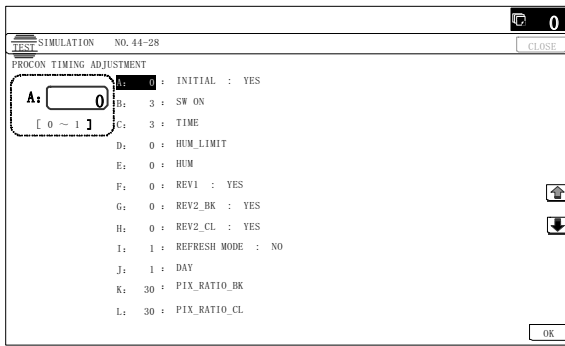 0
TEST SIMULATION NO.44-28
CLOSE
PROCON TIMING ADJUSTMENT
A: 0
[ 0 ~ 1 ]
A: 0 : INITIAL : YES
B: 3 : SW ON
C: 3 : TIME
D: 0 : HUM_LIMIT
E: 0 : HUM
F: 0 : REV1 : YES
G: 0 : REV2_BK : YES
H: 0 : REV2_CL : YES
I: 1 : REFRESH MODE : NO
J: 1 : DAY
K: 30 : PIX_RATIO_BK
L: 30 : PIX_RATIO_CL
OK